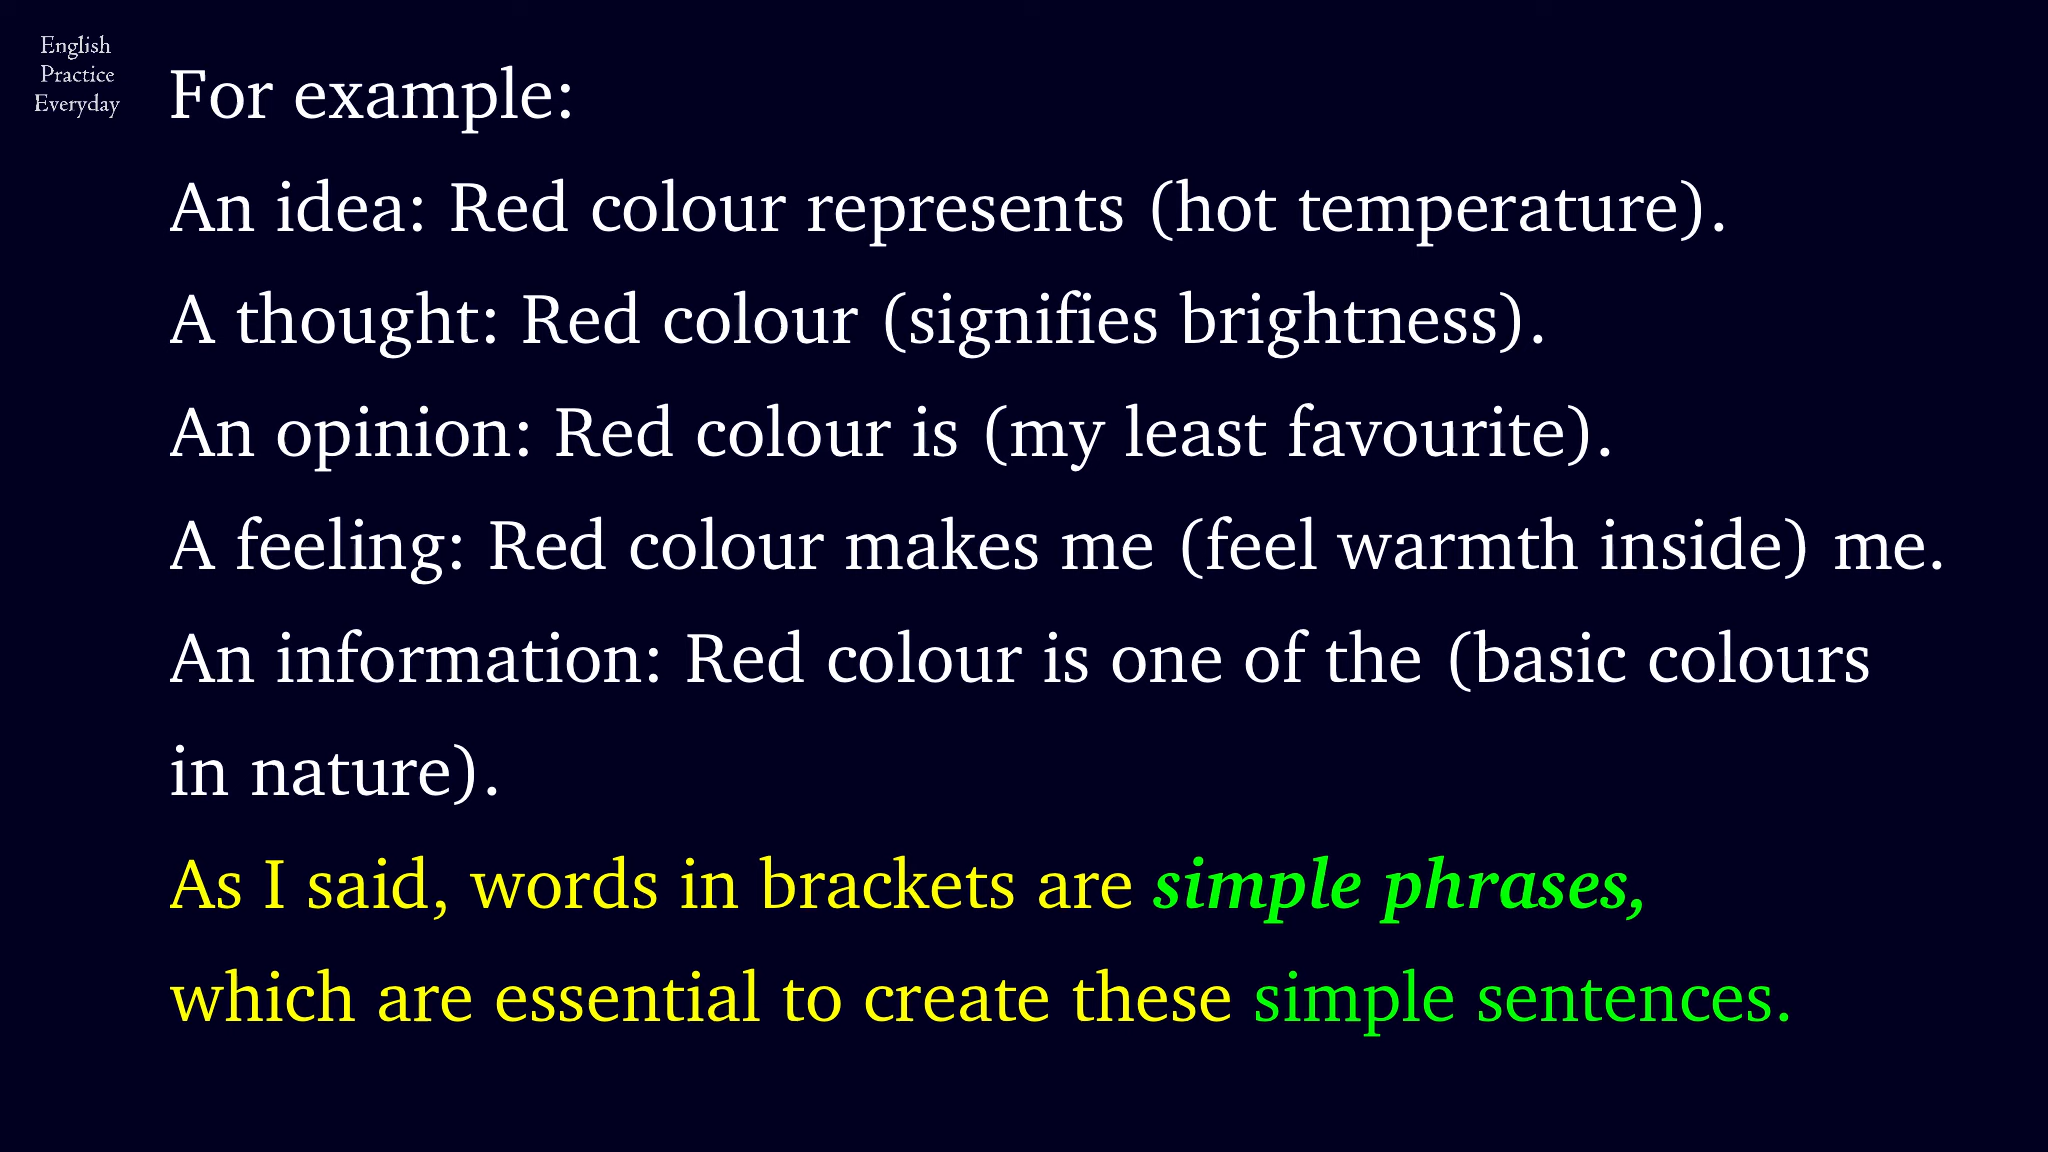 English
Practice
Everyday
For example:
An idea: Red colour represents (hot temperature).
A thought: Red colour (signifies brightness).
An opinion: Red colour is (my least favourite).
A feeling: Red colour makes me (feel warmth inside) me.
An information: Red colour is one of the (basic colours
in nature).
As I said, words in brackets are simple phrases,
which are essential to create these simple sentences.